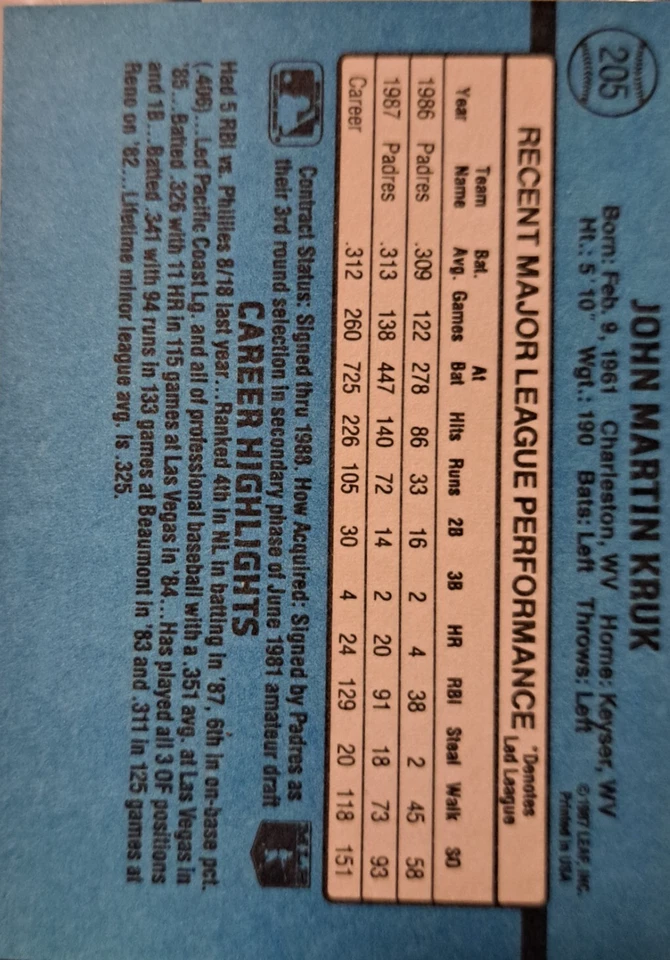 205
JOHN MARTIN KRUK
Born: Feb. 9, 1961 Charleston, WV Home: Keyser, WV
Ht.: 5'10" Wgt.: 190 Bats: Left Throws: Left
© 1987 LEAF, INC.
Printed in USA
RECENT MAJOR LEAGUE PERFORMANCE *Denotes Led League
Year Team Name Bat. Avg. Games At Bat Hits Runs 2B 3B HR RBI Steal Walk SO
1986 Padres .309 122 278 86 33 16 2 4 38 2 45 58
1987 Padres .313 138 447 140 72 14 2 20 91 18 73 93
Career .312 260 725 226 105 30 4 24 129 20 118 151
Contract Status: Signed thru 1988. How Acquired: Signed by Padres as
their 3rd round selection in secondary phase of June 1981 amateur draft
MLB
CAREER HIGHLIGHTS
Had 5 RBI vs. Phillies 8/18 last year...Ranked 4th in NL in batting in '87, 6th in on-base pct.
(.406)...Led Pacific Coast Lg. and all of professional baseball with a .351 avg. at Las Vegas in
'85...Batted .326 with 11 HR in 115 games at Las Vegas in '84...Has played all 3 OF positions
and 1B...Batted .341 with 94 runs in 133 games at Beaumont in '83 and .311 in 125 games at
Reno on '82...Lifetime minor league avg. is .325.